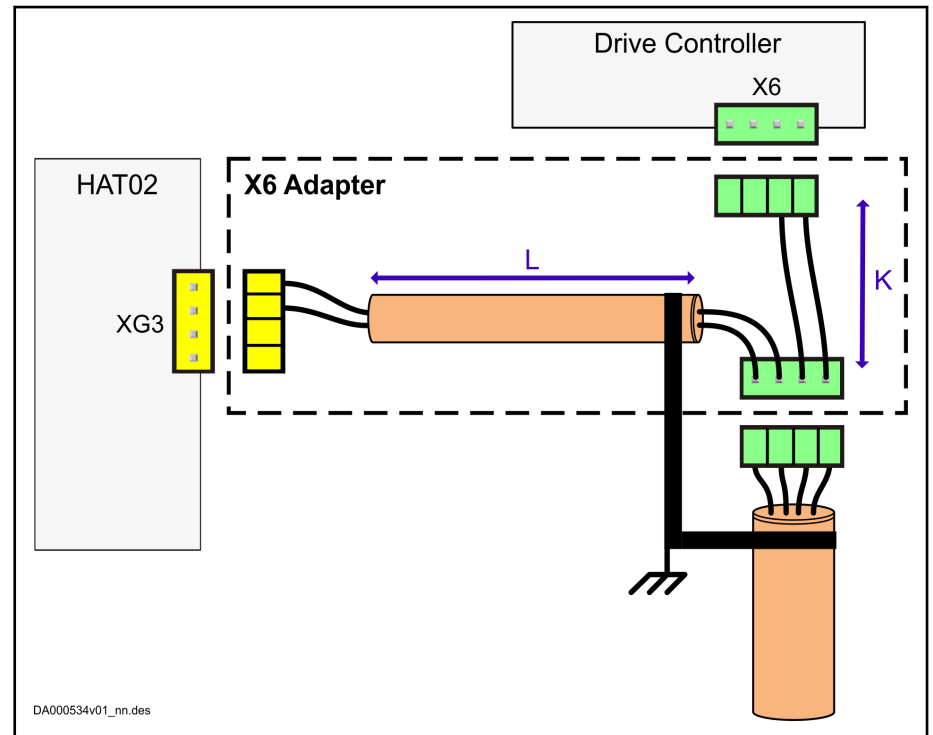 Drive Controller
X6
HAT02
X6 Adapter
L
K
XG3
DA000534v01_nn.des